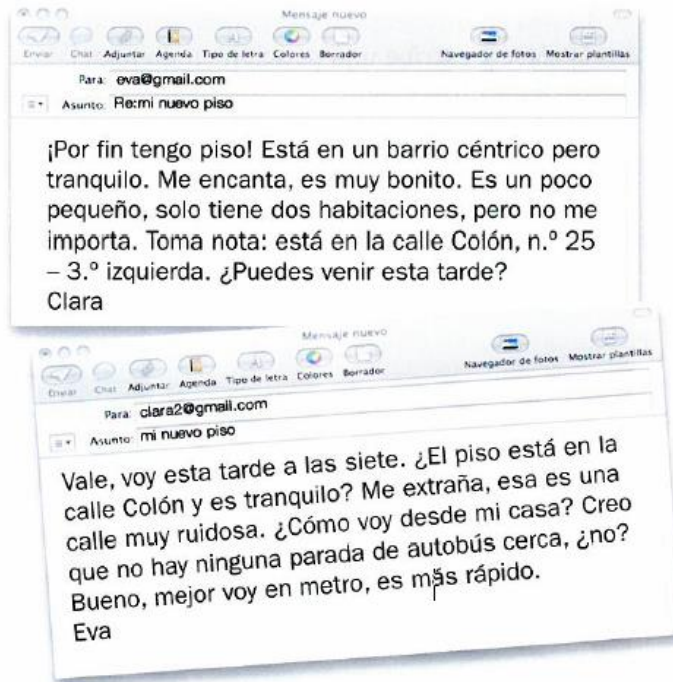 Mensaje nuevo
Enviar Chat Adjuntar Agenda Tipo de letra Colores Borrador Navegador de fotos Mostrar plantillas
Para: eva@gmail.com
Asunto: Re:mi nuevo piso
¡Por fin tengo piso! Está en un barrio céntrico pero
tranquilo. Me encanta, es muy bonito. Es un poco
pequeño, solo tiene dos habitaciones, pero no me
importa. Toma nota: está en la calle Colón, n.º 25
– 3.º izquierda. ¿Puedes venir esta tarde?
Clara
Mensaje nuevo
Enviar Chat Adjuntar Agenda Tipo de letra Colores Borrador Navegador de fotos Mostrar plantillas
Para: clara2@gmail.com
Asunto: mi nuevo piso
Vale, voy esta tarde a las siete. ¿El piso está en la
calle Colón y es tranquilo? Me extraña, esa es una
calle muy ruidosa. ¿Cómo voy desde mi casa? Creo
que no hay ninguna parada de autobús cerca, ¿no?
Bueno, mejor voy en metro, es más rápido.
Eva